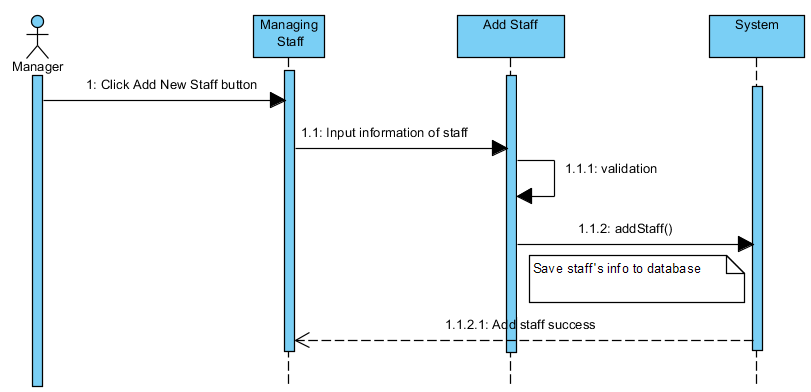 Managing
Staff
Add Staff
System
Manager
1: Click Add New Staff button
1.1: Input information of staff
1.1.1: validation
1.1.2: addStaff()
Save staff's info to database
1.1.2.1: Add staff success